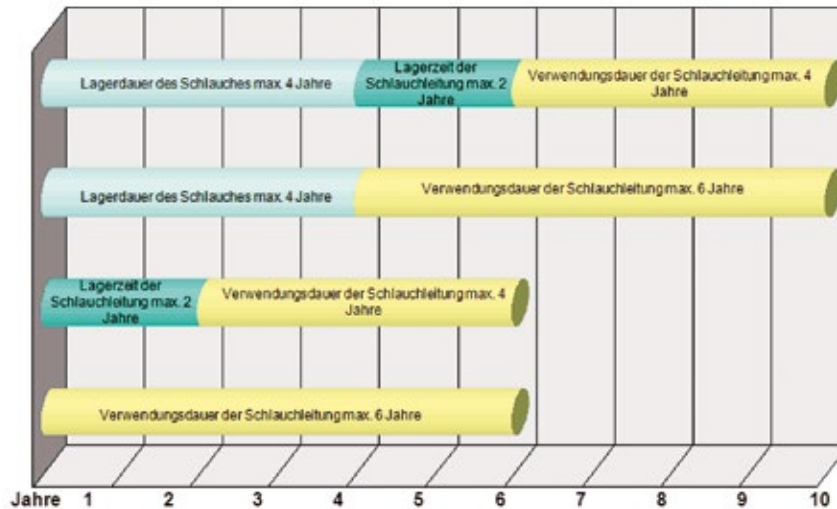 Lagerdauer des Schlauches max. 4 Jahre
Lagerzeit der
Schlauchleitung max. 2
Jahre
Verwendungsdauer der Schlauchleitung max. 4
Jahre
Lagerdauer des Schlauches max. 4 Jahre
Verwendungsdauer der Schlauchleitung max. 6 Jahre
Lagerzeit der
Schlauchleitung max. 2
Jahre
Verwendungsdauer der Schlauchleitung max. 4
Jahre
Verwendungsdauer der Schlauchleitung max. 6 Jahre
Jahre 1 2 3 4 5 6 7 8 9 10